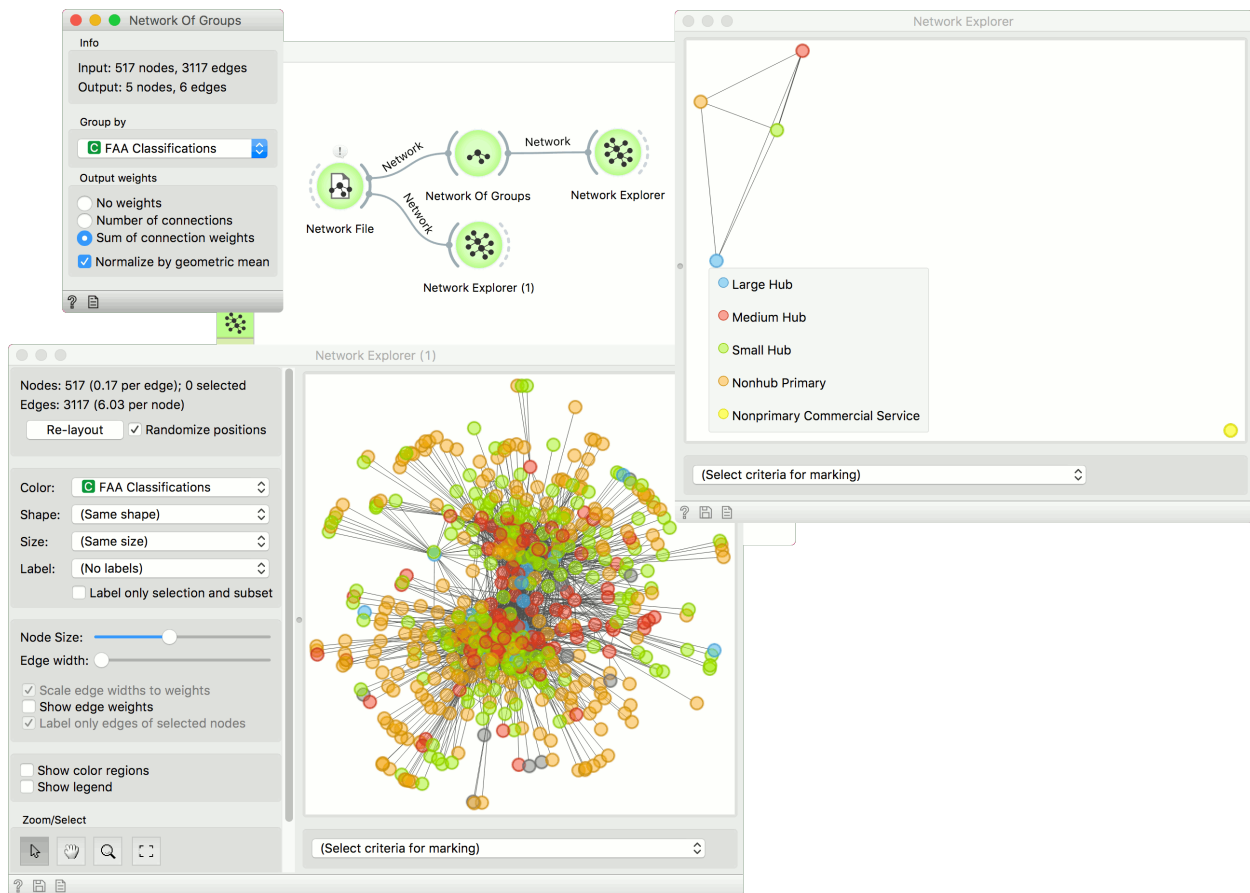 Network Of Groups
Info
Input: 517 nodes, 3117 edges
Output: 5 nodes, 6 edges
Group by
C FAA Classifications
Output weights
No weights
Number of connections
Sum of connection weights
Normalize by geometric mean
?
!
Network File
Network
Network
Network Of Groups
Network
Network Explorer
Network Explorer (1)
Network Explorer
Large Hub
Medium Hub
Small Hub
Nonhub Primary
Nonprimary Commercial Service
(Select criteria for marking)
?
Network Explorer (1)
Nodes: 517 (0.17 per edge); 0 selected
Edges: 3117 (6.03 per node)
Re-layout
Randomize positions
Color: C FAA Classifications
Shape: (Same shape)
Size: (Same size)
Label: (No labels)
Label only selection and subset
Node Size:
Edge width:
Scale edge widths to weights
Show edge weights
Label only edges of selected nodes
Show color regions
Show legend
Zoom/Select
(Select criteria for marking)
?